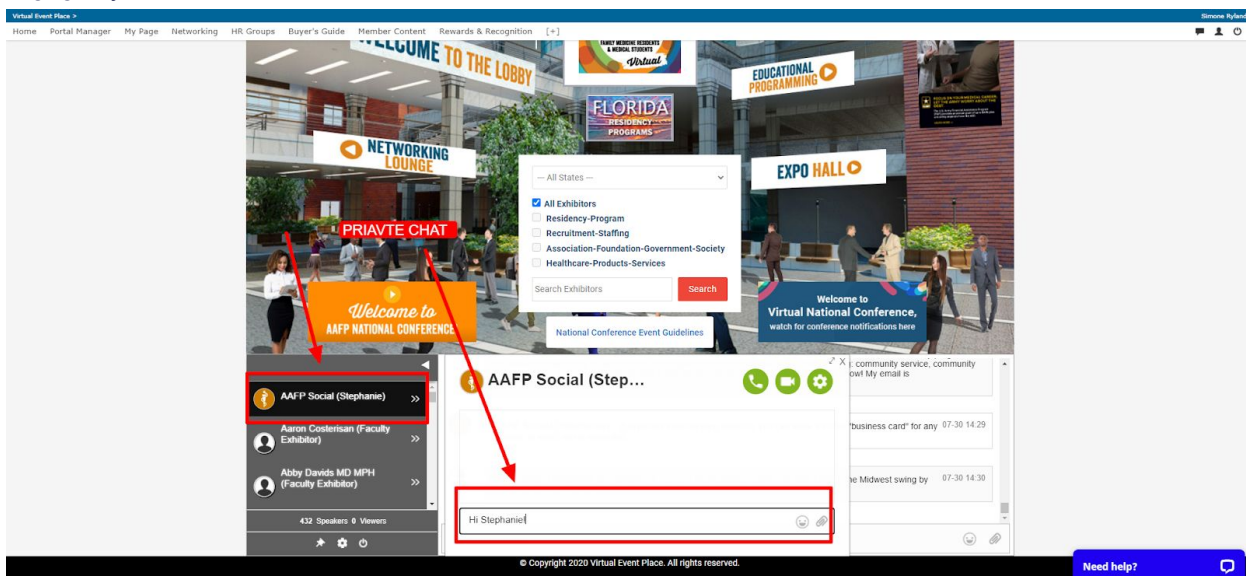 Virtual Event Place >
Simone Ryland
Home Portal Manager My Page Networking HR Groups Buyer's Guide Member Content Rewards & Recognition [+]
WELCOME TO THE LOBBY
FAMILY MEDICINE RESIDENTS
& MEDICAL STUDENTS
Virtual
EDUCATIONAL
PROGRAMMING
FLORIDA
RESIDENCY
PROGRAMS
NETWORKING
LOUNGE
EXPO HALL
— All States —
All Exhibitors
Residency-Program
Recruitment-Staffing
Association-Foundation-Government-Society
Healthcare-Products-Services
Search Exhibitors
Search
National Conference Event Guidelines
PRIAVTE CHAT
Welcome to
AAFP NATIONAL CONFERENCE
Welcome to
Virtual National Conference,
watch for conference notifications here
AAFP Social (Stephanie) »
Aaron Costerisan (Faculty
Exhibitor) »
Abby Davids MD MPH
(Faculty Exhibitor) »
432 Speakers 0 Viewers
AAFP Social (Step...
X
Hi Stephanie!
: community service, community
My email is
"business card" for any 07-30 14:29
Midwest swing by 07-30 14:30
© Copyright 2020 Virtual Event Place. All rights reserved.
Need help?